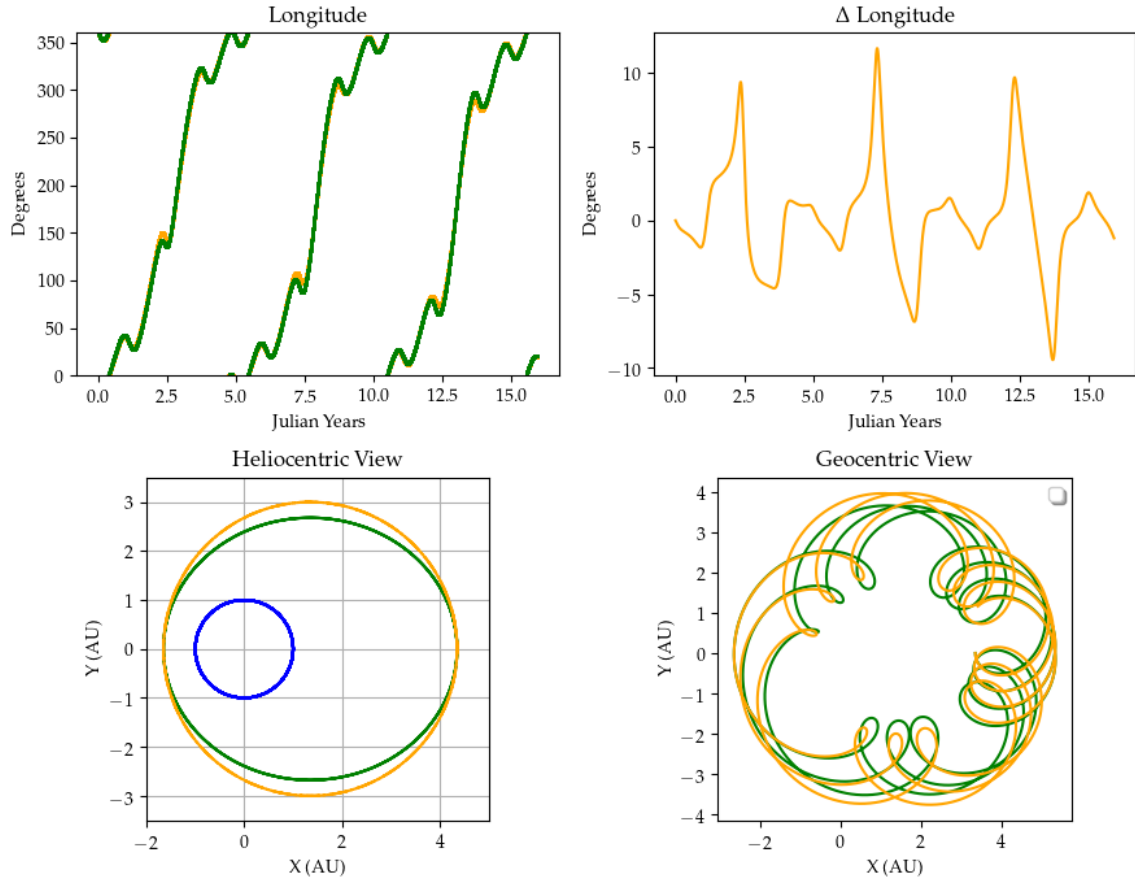 Longitude
Degrees
350
300
250
200
150
100
50
0
0.0 2.5 5.0 7.5 10.0 12.5 15.0
Julian Years
Δ Longitude
Degrees
10
5
0
−5
−10
0.0 2.5 5.0 7.5 10.0 12.5 15.0
Julian Years
Heliocentric View
Y (AU)
3
2
1
0
−1
−2
−3
−2 0 2 4
X (AU)
Geocentric View
Y (AU)
4
3
2
1
0
−1
−2
−3
−4
−2 0 2 4
X (AU)